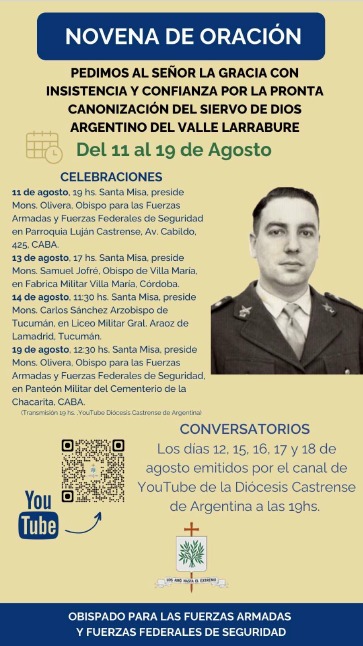 NOVENA DE ORACIÓN
PEDIMOS AL SEÑOR LA GRACIA CON
INSISTENCIA Y CONFIANZA POR LA PRONTA
CANONIZACIÓN DEL SIERVO DE DIOS
ARGENTINO DEL VALLE LARRABURE
Del 11 al 19 de Agosto
CELEBRACIONES
11 de agosto, 19 hs. Santa Misa, preside
Mons. Olivera, Obispo para las Fuerzas
Armadas y Fuerzas Federales de Seguridad
en Parroquia Luján Castrense, Av. Cabildo,
425, CABA.
13 de agosto, 17 hs. Santa Misa, preside
Mons. Samuel Jofré, Obispo de Villa María,
en Fabrica Militar Villa María, Córdoba.
14 de agosto, 11:30 hs. Santa Misa, preside
Mons. Carlos Sánchez Arzobispo de
Tucumán, en Liceo Militar Gral. Araoz de
Lamadrid, Tucumán.
19 de agosto, 12:30 hs. Santa Misa, preside
Mons. Olivera, Obispo para las Fuerzas
Armadas y Fuerzas Federales de Seguridad,
en Panteón Militar del Cementerio de la
Chacarita, CABA.
(Transmisión 19 hs. .YouTube Diócesis Castrense de Argentina)
CONVERSATORIOS
Los días 12, 15, 16, 17 y 18 de
agosto emitidos por el canal de
YouTube de la Diócesis Castrense
de Argentina a las 19hs.
You
Tube
LOS AMÓ HASTA EL EXTREMO
OBISPADO PARA LAS FUERZAS ARMADAS
Y FUERZAS FEDERALES DE SEGURIDAD